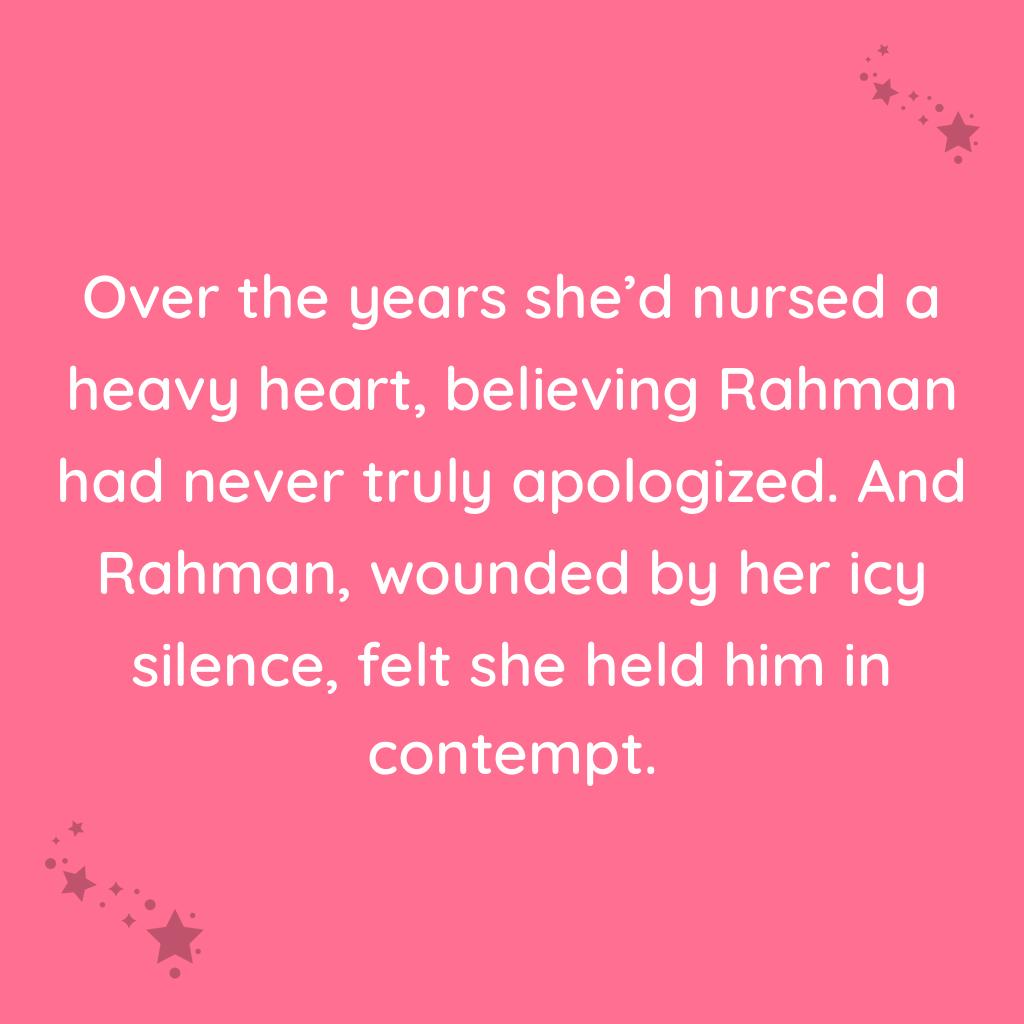 Over the years she’d nursed a
heavy heart, believing Rahman
had never truly apologized. And
Rahman, wounded by her icy
silence, felt she held him in
contempt.